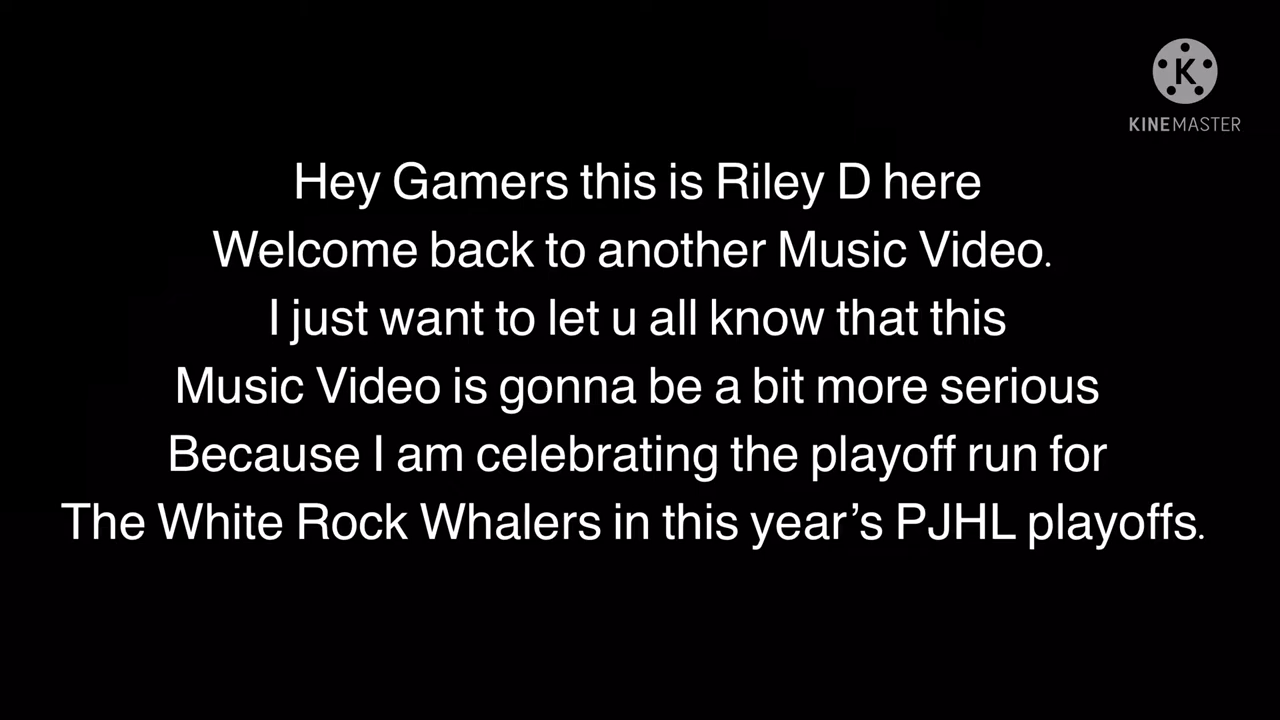 K
KINEMASTER
Hey Gamers this is Riley D here
Welcome back to another Music Video.
I just want to let u all know that this
Music Video is gonna be a bit more serious
Because I am celebrating the playoff run for
The White Rock Whalers in this year’s PJHL playoffs.